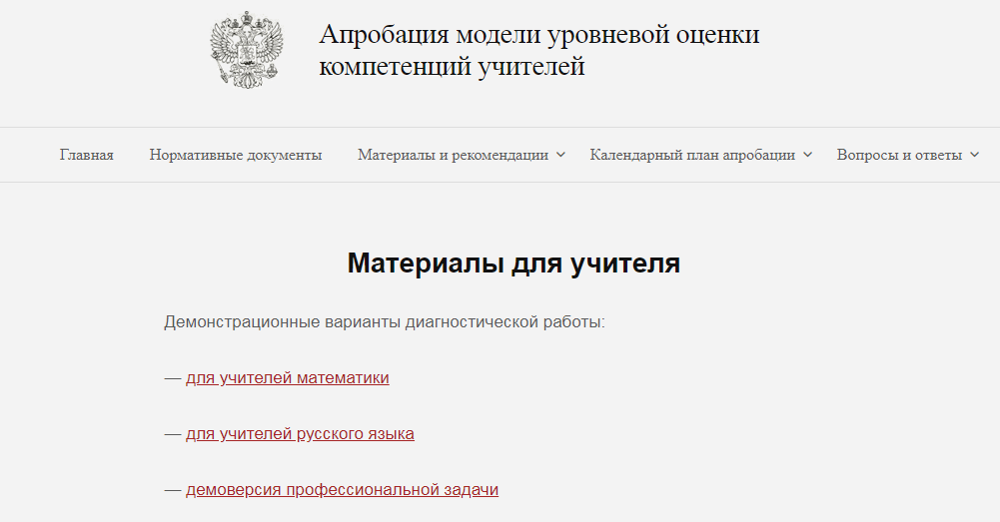 Апробация модели уровневой оценки
компетенций учителей
Главная Нормативные документы Материалы и рекомендации Календарный план апробации Вопросы и ответы
Материалы для учителя
Демонстрационные варианты диагностической работы:
— для учителей математики
— для учителей русского языка
— демоверсия профессиональной задачи